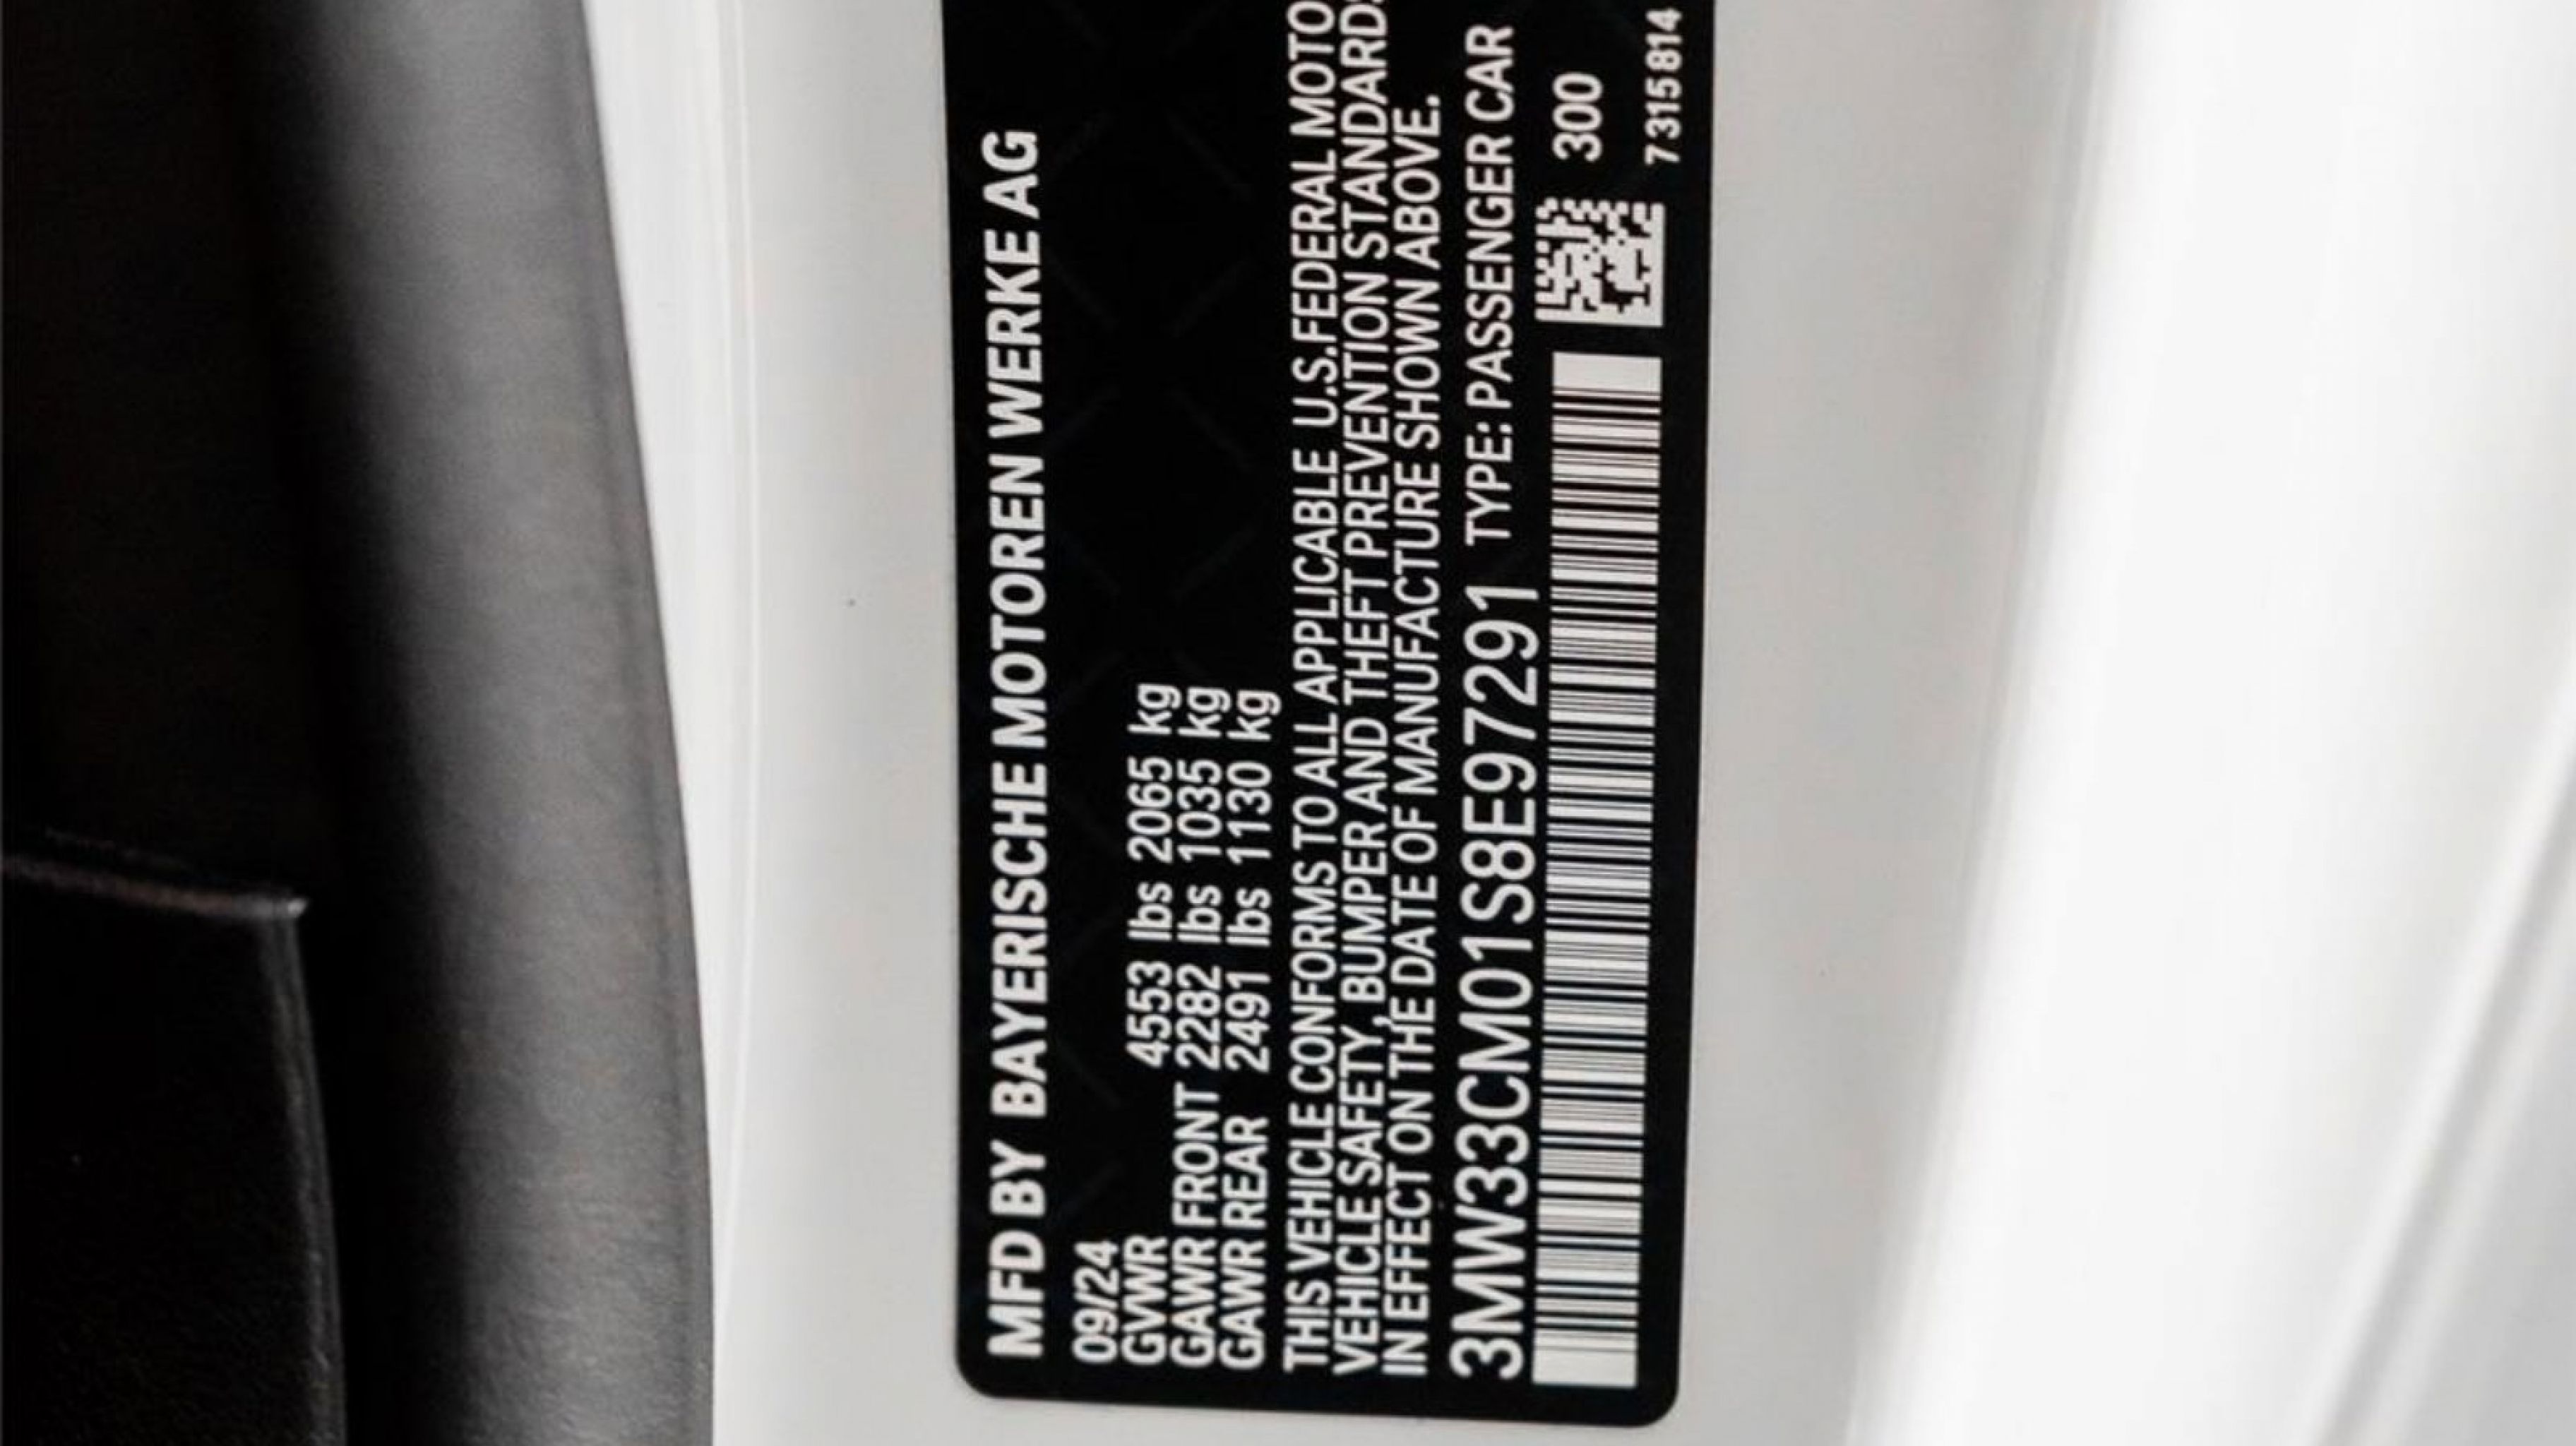 MFD BY BAYERISCHE MOTOREN WERKE AG
09/24
GVWR 4553 lbs 2065 kg
GAWR FRONT 2282 lbs 1035 kg
GAWR REAR 2491 lbs 1130 kg
THIS VEHICLE CONFORMS TO ALL APPLICABLE U.S.FEDERAL MOTO
VEHICLE SAFETY, BUMPER AND THEFT PREVENTION STANDARDS
IN EFFECT ON THE DATE OF MANUFACTURE SHOWN ABOVE.
3MW33CM01S8E97291 TYPE: PASSENGER CAR
300
7 315 814